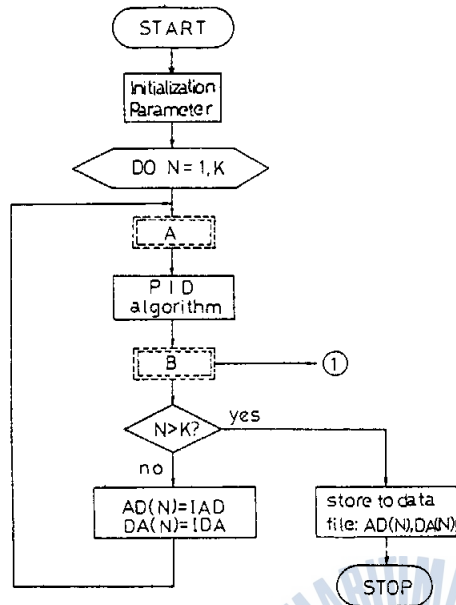 START
Initialization
Parameter
DO N = 1, K
A
PID
algorithm
B
1
N>K?
yes
no
AD(N)=IAD
DA(N)=IDA
store to data
file: AD(N),DA(N)
STOP